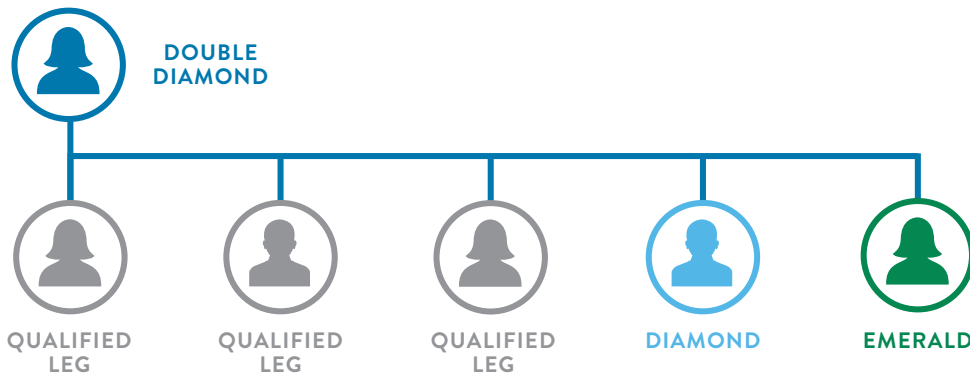 DOUBLE
DIAMOND
QUALIFIED
LEG
QUALIFIED
LEG
QUALIFIED
LEG
DIAMOND
EMERALD